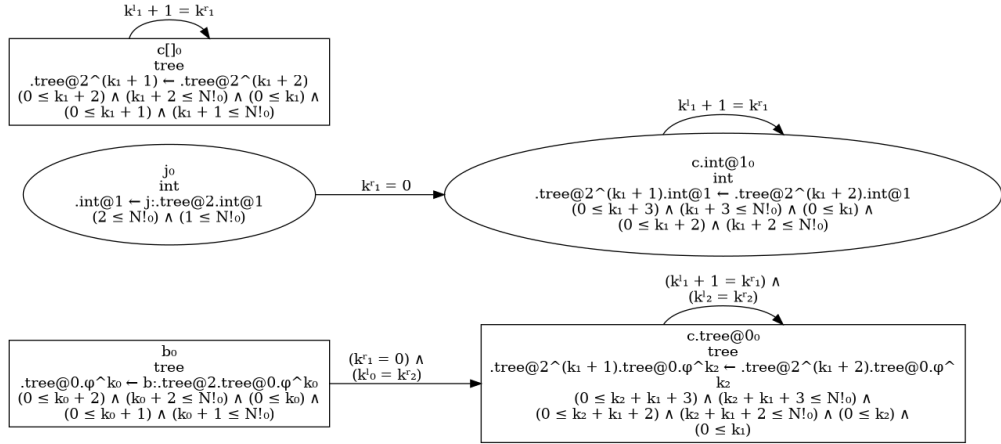 kˡ₁ + 1 = kʳ₁
c[]₀
tree
.tree@2^(k₁ + 1) ← .tree@2^(k₁ + 2)
(0 ≤ k₁ + 2) ∧ (k₁ + 2 ≤ N!₀) ∧ (0 ≤ k₁) ∧
(0 ≤ k₁ + 1) ∧ (k₁ + 1 ≤ N!₀)
j₀
int
.int@1 ← j:.tree@2.int@1
(2 ≤ N!₀) ∧ (1 ≤ N!₀)
kʳ₁ = 0
kˡ₁ + 1 = kʳ₁
c.int@1₀
int
.tree@2^(k₁ + 1).int@1 ← .tree@2^(k₁ + 2).int@1
(0 ≤ k₁ + 3) ∧ (k₁ + 3 ≤ N!₀) ∧ (0 ≤ k₁) ∧
(0 ≤ k₁ + 2) ∧ (k₁ + 2 ≤ N!₀)
b₀
tree
.tree@0.φ^k₀ ← b:.tree@2.tree@0.φ^k₀
(0 ≤ k₀ + 2) ∧ (k₀ + 2 ≤ N!₀) ∧ (0 ≤ k₀) ∧
(0 ≤ k₀ + 1) ∧ (k₀ + 1 ≤ N!₀)
(kʳ₁ = 0) ∧
(kˡ₀ = kʳ₂)
(kˡ₁ + 1 = kʳ₁) ∧
(kˡ₂ = kʳ₂)
c.tree@0₀
tree
.tree@2^(k₁ + 1).tree@0.φ^k₂ ← .tree@2^(k₁ + 2).tree@0.φ^
k₂
(0 ≤ k₂ + k₁ + 3) ∧ (k₂ + k₁ + 3 ≤ N!₀) ∧
(0 ≤ k₂ + k₁ + 2) ∧ (k₂ + k₁ + 2 ≤ N!₀) ∧ (0 ≤ k₂) ∧
(0 ≤ k₁)